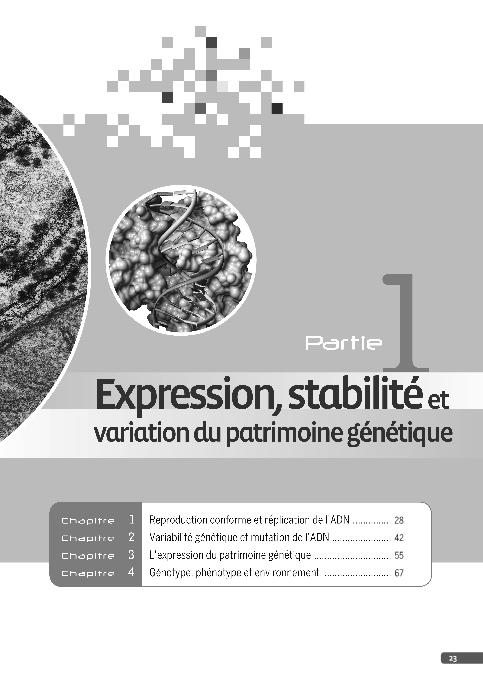 Partie 1
Expression, stabilité et
variation du patrimoine génétique
Chapitre 1 Reproduction conforme et réplication de l'ADN ............... 28
Chapitre 2 Variabilité génétique et mutation de l'ADN ....................... 42
Chapitre 3 L'expression du patrimoine génétique .............................. 55
Chapitre 4 Génotype, phénotype et environnement .......................... 67
23